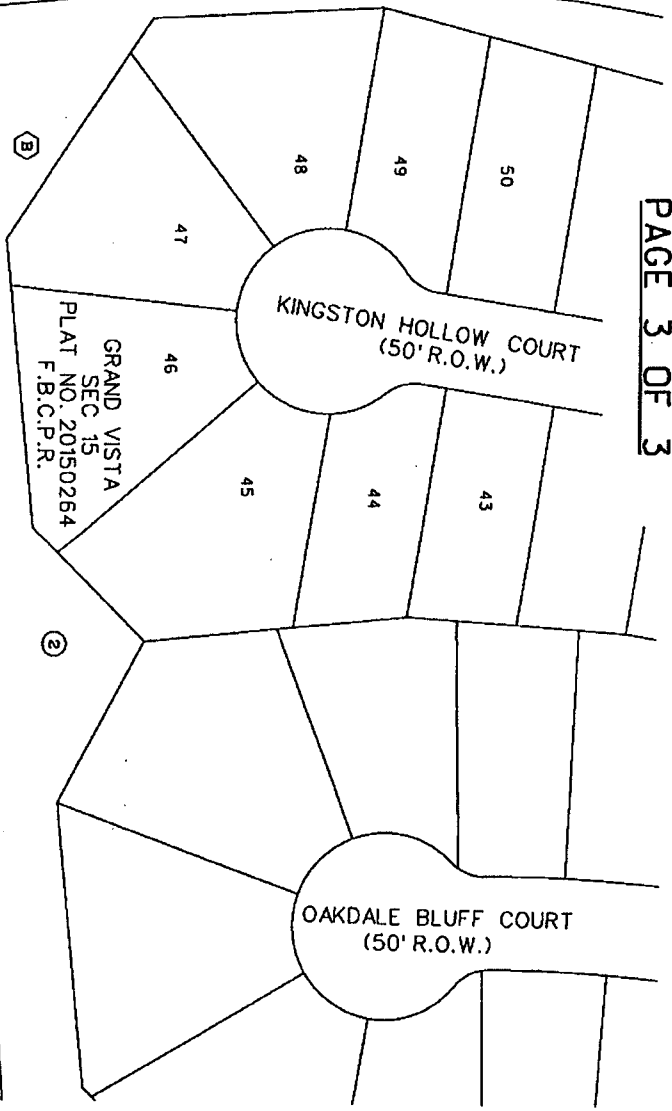 PAGE 3 OF 3
50
49
48
47
46
45
44
43
KINGSTON HOLLOW COURT
(50' R.O.W.)
GRAND VISTA
SEC 15
PLAT NO. 20150264
F.B.C.P.R.
B
2
OAKDALE BLUFF COURT
(50' R.O.W.)